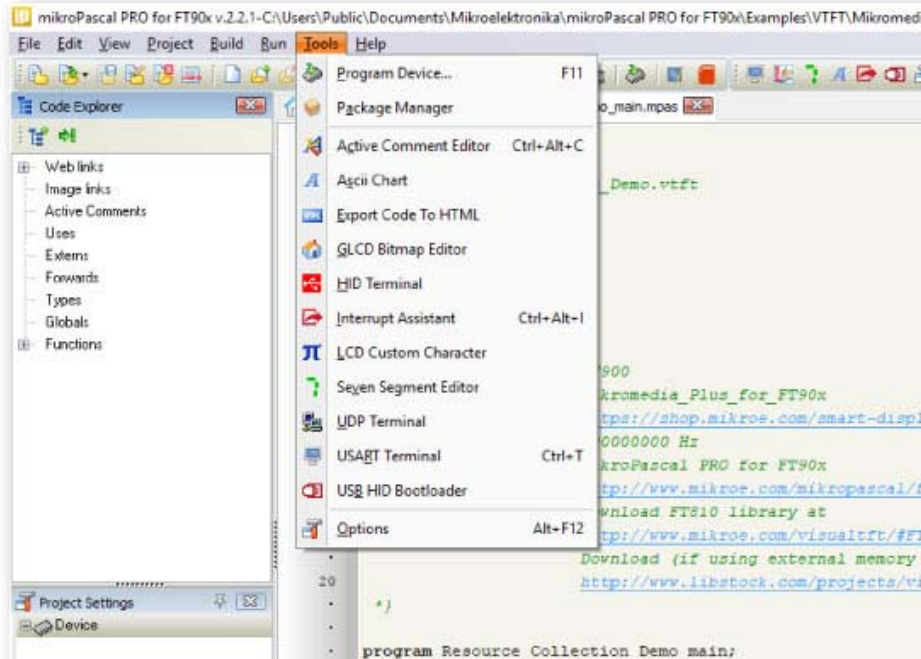 mikroPascal PRO for FT90x v.2.2.1-C:\Users\Public\Documents\Mikroelektronika\mikroPascal PRO for FT90x\Examples\VTFT\Mikromedi
File Edit View Project Build Run Tools Help
Code Explorer
o_main.mpas
Web links
Image links
Active Comments
Uses
Externs
Forwards
Types
Globals
Functions
Program Device... F11
Package Manager
Active Comment Editor Ctrl+Alt+C
Ascii Chart
Export Code To HTML
GLCD Bitmap Editor
HID Terminal
Interrupt Assistant Ctrl+Alt+I
LCD Custom Character
Seven Segment Editor
UDP Terminal
USART Terminal Ctrl+T
USB HID Bootloader
Options Alt+F12
_Demo.vtft
900
kromedia_Plus_for_FT90x
tps://shop.mikroe.com/smart-displ
0000000 Hz
kroPascal PRO for FT90x
tp://www.mikroe.com/mikropascal/
wnload FT810 library at
tp://www.mikroe.com/visualtft/#FT
Download (if using external memory
20 http://www.libstock.com/projects/vi
*)
program Resource_Collection_Demo_main;
Project Settings
Device